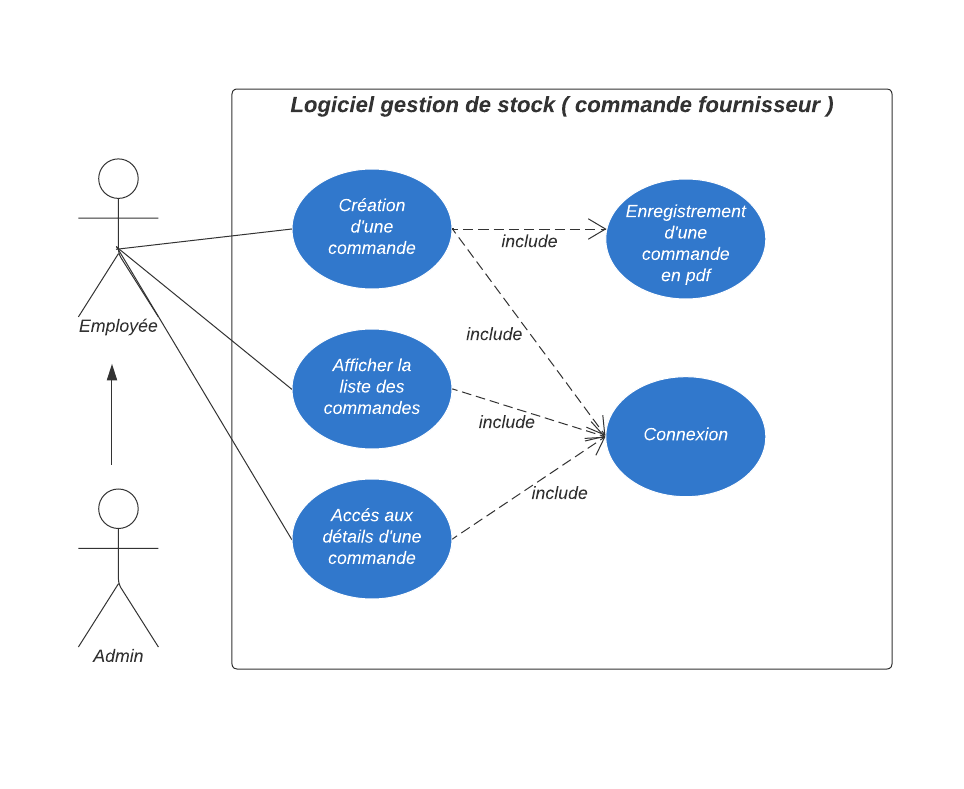 Logiciel gestion de stock ( commande fournisseur )
Création
d'une
commande
Enregistrement
d'une
commande
en pdf
include
Employée
include
Afficher la
liste des
commandes
include
Connexion
include
Accés aux
détails d'une
commande
Admin